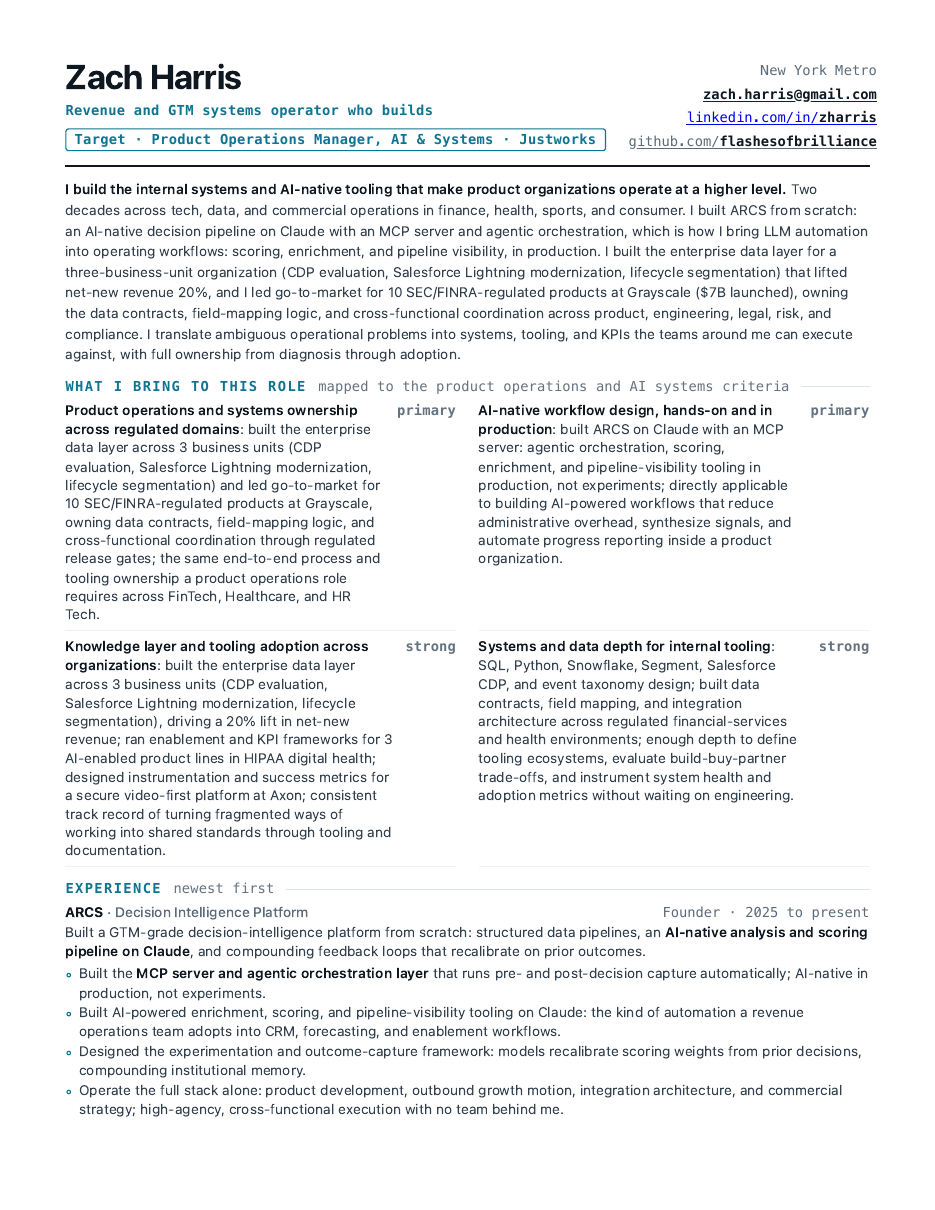 Zach Harris
Revenue and GTM systems operator who builds
Target · Product Operations Manager, AI & Systems · Justworks
New York Metro
zach.harris@gmail.com
linkedin.com/in/zharris
github.com/flashesofbrilliance
I build the internal systems and AI-native tooling that make product organizations operate at a higher level. Two
decades across tech, data, and commercial operations in finance, health, sports, and consumer. I built ARCS from scratch:
an AI-native decision pipeline on Claude with an MCP server and agentic orchestration, which is how I bring LLM automation
into operating workflows: scoring, enrichment, and pipeline visibility, in production. I built the enterprise data layer for a
three-business-unit organization (CDP evaluation, Salesforce Lightning modernization, lifecycle segmentation) that lifted
net-new revenue 20%, and I led go-to-market for 10 SEC/FINRA-regulated products at Grayscale ($7B launched), owning
the data contracts, field-mapping logic, and cross-functional coordination across product, engineering, legal, risk, and
compliance. I translate ambiguous operational problems into systems, tooling, and KPIs the teams around me can execute
against, with full ownership from diagnosis through adoption.
WHAT I BRING TO THIS ROLE mapped to the product operations and AI systems criteria
Product operations and systems ownership primary
across regulated domains: built the enterprise
data layer across 3 business units (CDP
evaluation, Salesforce Lightning modernization,
lifecycle segmentation) and led go-to-market for
10 SEC/FINRA-regulated products at Grayscale,
owning data contracts, field-mapping logic, and
cross-functional coordination through regulated
release gates; the same end-to-end process and
tooling ownership a product operations role
requires across FinTech, Healthcare, and HR
Tech.
AI-native workflow design, hands-on and in primary
production: built ARCS on Claude with an MCP
server: agentic orchestration, scoring,
enrichment, and pipeline-visibility tooling in
production, not experiments; directly applicable
to building AI-powered workflows that reduce
administrative overhead, synthesize signals, and
automate progress reporting inside a product
organization.
Knowledge layer and tooling adoption across strong
organizations: built the enterprise data layer
across 3 business units (CDP evaluation,
Salesforce Lightning modernization, lifecycle
segmentation), driving a 20% lift in net-new
revenue; ran enablement and KPI frameworks for 3
AI-enabled product lines in HIPAA digital health;
designed instrumentation and success metrics for
a secure video-first platform at Axon; consistent
track record of turning fragmented ways of
working into shared standards through tooling and
documentation.
Systems and data depth for internal tooling: strong
SQL, Python, Snowflake, Segment, Salesforce
CDP, and event taxonomy design; built data
contracts, field mapping, and integration
architecture across regulated financial-services
and health environments; enough depth to define
tooling ecosystems, evaluate build-buy-partner
trade-offs, and instrument system health and
adoption metrics without waiting on engineering.
EXPERIENCE newest first
ARCS · Decision Intelligence Platform Founder · 2025 to present
Built a GTM-grade decision-intelligence platform from scratch: structured data pipelines, an AI-native analysis and scoring
pipeline on Claude, and compounding feedback loops that recalibrate on prior outcomes.
Built the MCP server and agentic orchestration layer that runs pre- and post-decision capture automatically; AI-native in
production, not experiments.
Built AI-powered enrichment, scoring, and pipeline-visibility tooling on Claude: the kind of automation a revenue
operations team adopts into CRM, forecasting, and enablement workflows.
Designed the experimentation and outcome-capture framework: models recalibrate scoring weights from prior decisions,
compounding institutional memory.
Operate the full stack alone: product development, outbound growth motion, integration architecture, and commercial
strategy; high-agency, cross-functional execution with no team behind me.